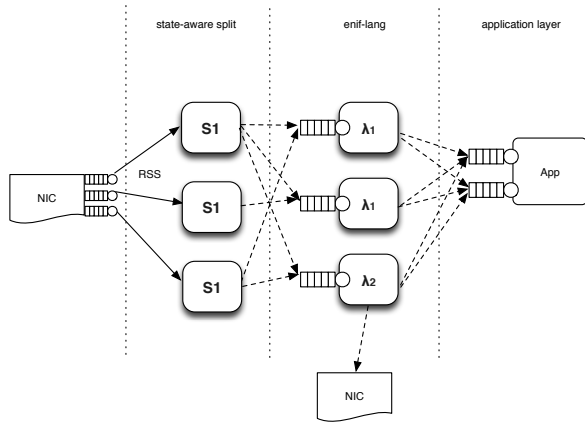 state-aware split
enif-lang
application layer
S1
λ1
RSS
App
NIC
S1
λ1
S1
λ2
NIC